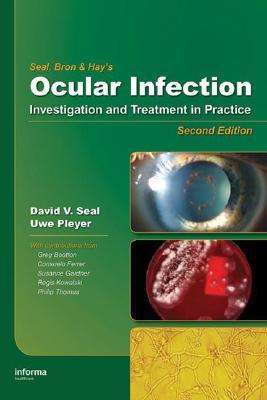 Seal, Bron & Hay's
Ocular Infection
Investigation and Treatment in Practice
Second Edition
David V. Seal
Uwe Pleyer
With contributions from
Greg Booton
Consuelo Ferrer
Susanne Gardner
Regis Kowalski
Philip Thomas
informa
healthcare